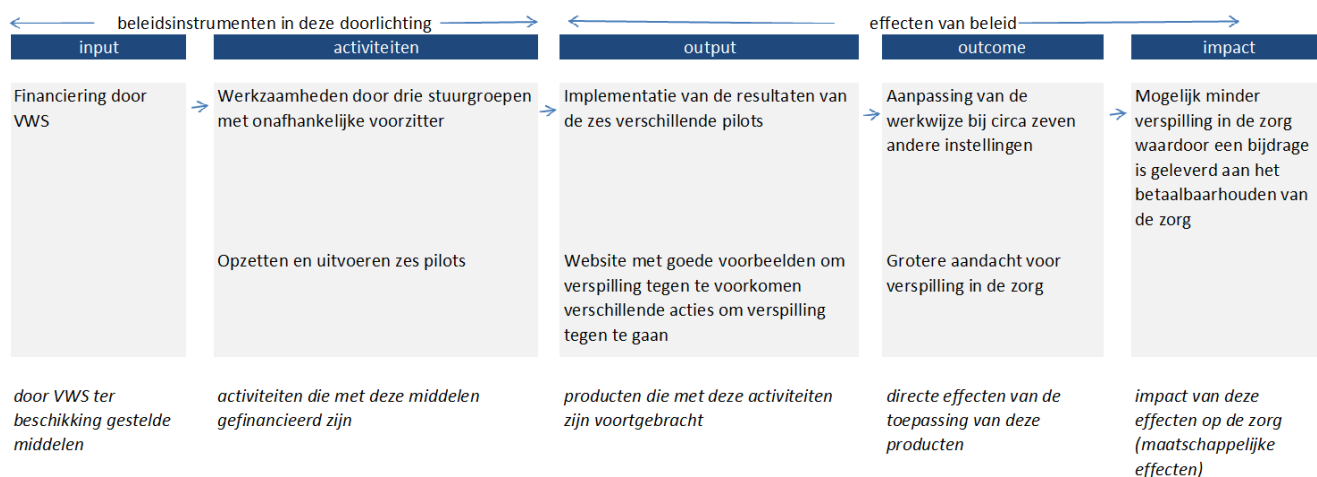 beleidsinstrumenten in deze doorlichting
effecten van beleid
input
activiteiten
output
outcome
impact
Financiering door
VWS
Werkzaamheden door drie stuurgroepen
met onafhankelijke voorzitter
Opzetten en uitvoeren zes pilots
Implementatie van de resultaten van
de zes verschillende pilots
Website met goede voorbeelden om
verspilling tegen te voorkomen
verschillende acties om verspilling
tegen te gaan
Aanpassing van de
werkwijze bij circa zeven
andere instellingen
Grotere aandacht voor
verspilling in de zorg
Mogelijk minder
verspilling in de zorg
waardoor een bijdrage
is geleverd aan het
betaalbaarhouden van
de zorg
door VWS ter
beschikking gestelde
middelen
activiteiten die met deze middelen
gefinancierd zijn
producten die met deze activiteiten
zijn voortgebracht
directe effecten van de
toepassing van deze
producten
impact van deze
effecten op de zorg
(maatschappelijke
effecten)